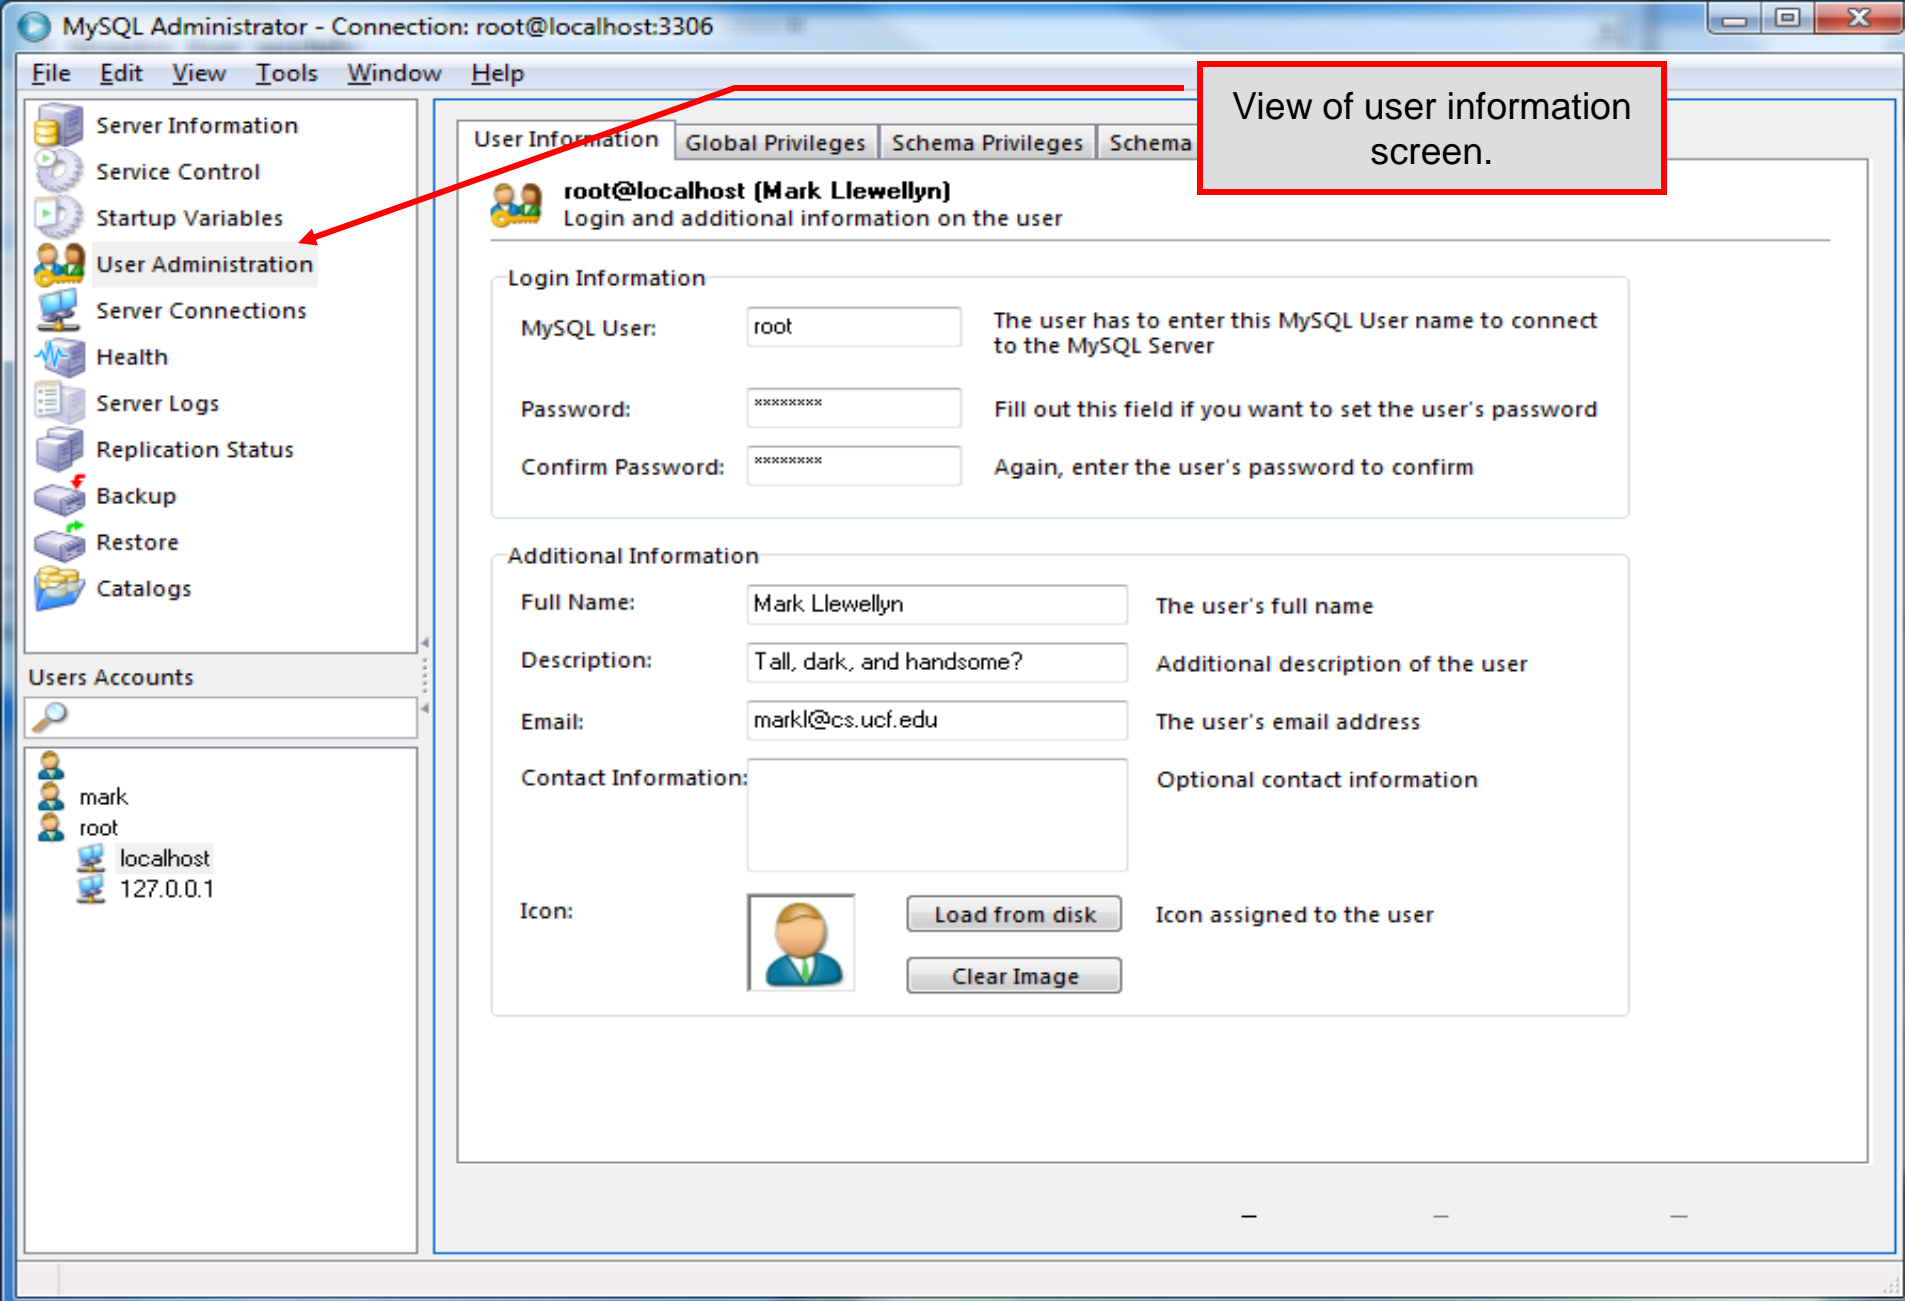 MySQL Administrator - Connection: root@localhost:3306
File Edit View Tools Window Help
View of user information
screen.
Server Information
Service Control
Startup Variables
User Administration
Server Connections
Health
Server Logs
Replication Status
Backup
Restore
Catalogs
Users Accounts
mark
root
localhost
127.0.0.1
User Information Global Privileges Schema Privileges Schema
root@localhost (Mark Llewellyn)
Login and additional information on the user
Login Information
MySQL User: root The user has to enter this MySQL User name to connect
to the MySQL Server
Password: ******** Fill out this field if you want to set the user's password
Confirm Password: ******** Again, enter the user's password to confirm
Additional Information
Full Name: Mark Llewellyn The user's full name
Description: Tall, dark, and handsome? Additional description of the user
Email: markl@cs.ucf.edu The user's email address
Contact Information: Optional contact information
Icon: Load from disk Icon assigned to the user
Clear Image